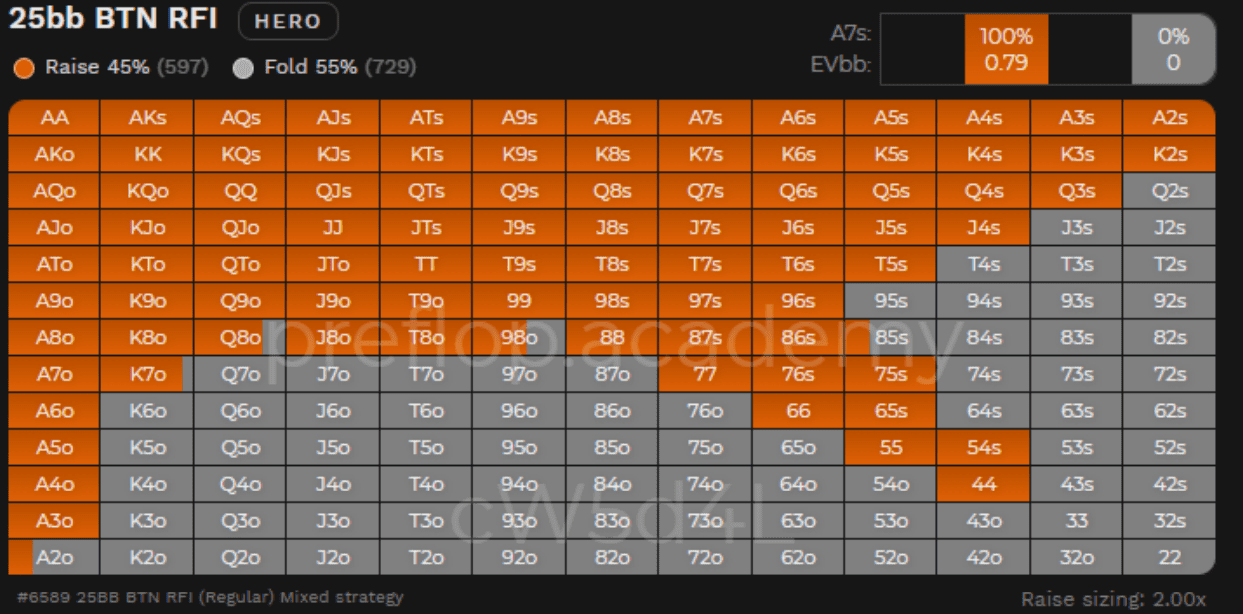 25bb BTN RFI HERO
A7s: 100% 0%
Raise 45% (597) Fold 55% (729)
EVbb: 0.79 0
AA AKs AQs AJs ATs A9s A8s A7s A6s A5s A4s A3s A2s
AKo KK KQs KJs KTs K9s K8s K7s K6s K5s K4s K3s K2s
AQo KQo QQ QJs QTs Q9s Q8s Q7s Q6s Q5s Q4s Q3s Q2s
AJo KJo QJo JJ JTs J9s J8s J7s J6s J5s J4s J3s J2s
ATo KTo QTo JTo TT T9s T8s T7s T6s T5s T4s T3s T2s
A9o K9o Q9o J9o T9o 99 98s 97s 96s 95s 94s 93s 92s
A8o K8o Q8o J8o T8o 98o 88 87s 86s 85s 84s 83s 82s
preflop.academy
A7o K7o Q7o J7o T7o 97o 87o 77 76s 75s 74s 73s 72s
A6o K6o Q6o J6o T6o 96o 86o 76o 66 65s 64s 63s 62s
A5o K5o Q5o J5o T5o 95o 85o 75o 65o 55 54s 53s 52s
A4o K4o Q4o J4o T4o 94o 84o 74o 64o 54o 44 43s 42s
A3o K3o Q3o J3o T3o 93o 83o 73o 63o 53o 43o 33 32s
cW5d4L
A2o K2o Q2o J2o T2o 92o 82o 72o 62o 52o 42o 32o 22
#6589 25BB BTN RFI (Regular) Mixed strategy
Raise sizing: 2.00x